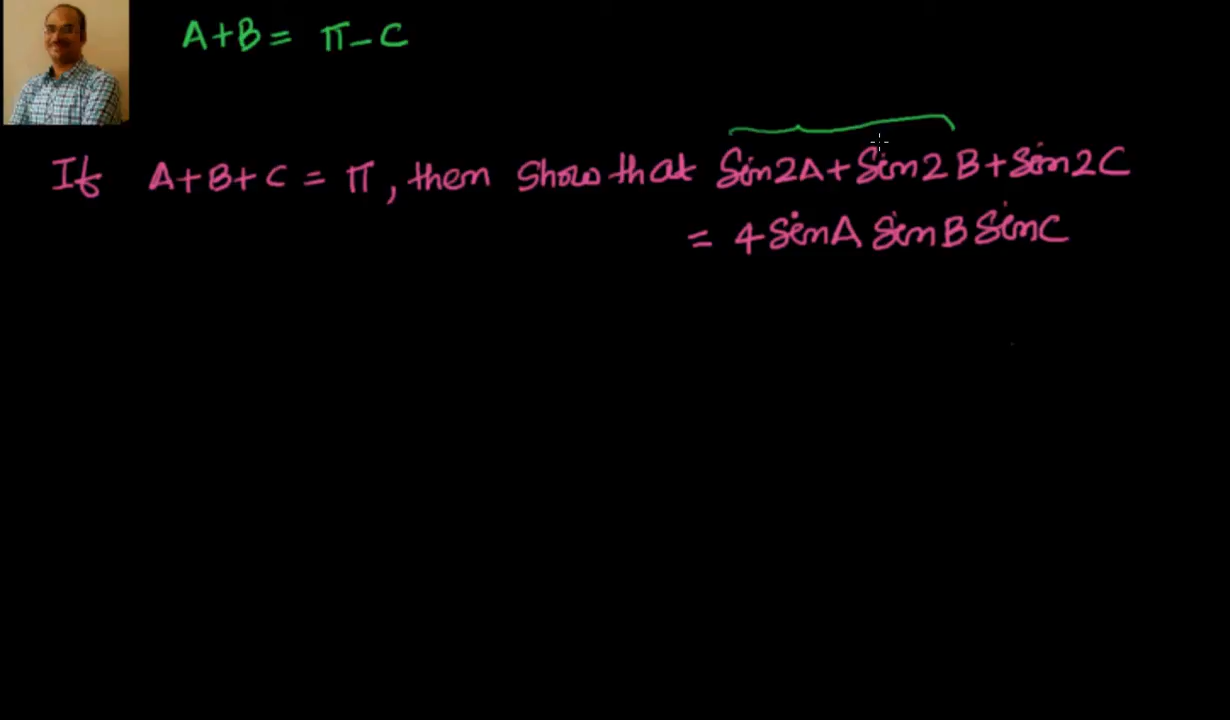 A+B = π-C
If A+B+C = π, then show that Sin2A+Sin2B+Sin2C
= 4SinA SinB SinC